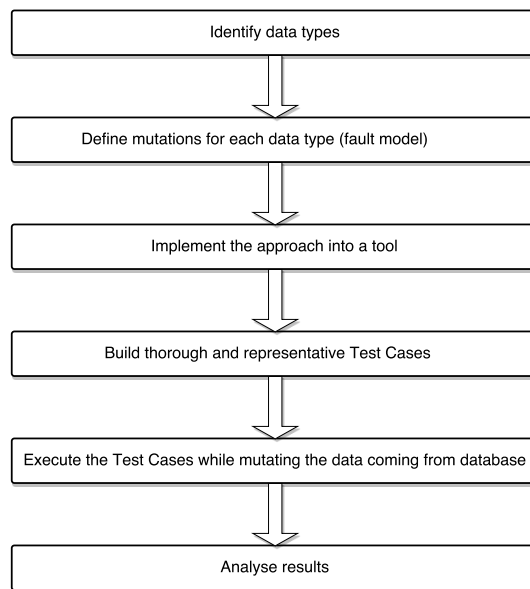 Identify data types
Define mutations for each data type (fault model)
Implement the approach into a tool
Build thorough and representative Test Cases
Execute the Test Cases while mutating the data coming from database
Analyse results